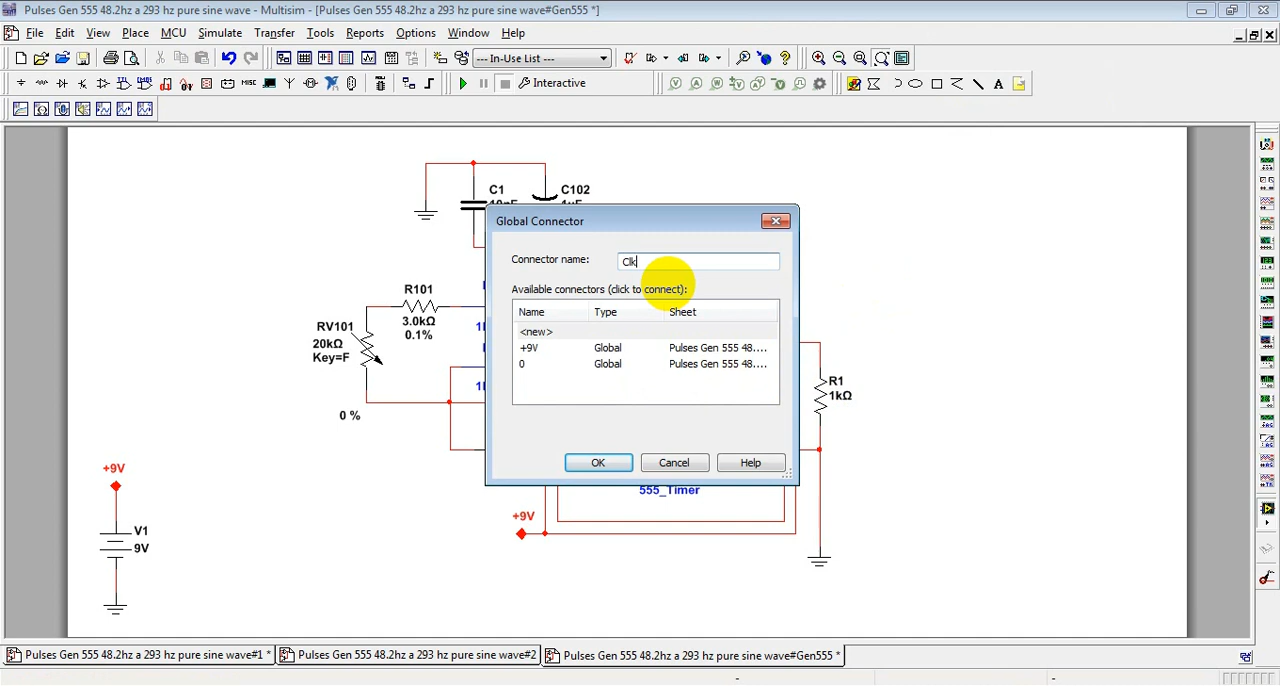 Pulses Gen 555 48.2hz a 293 hz pure sine wave - Multisim - [Pulses Gen 555 48.2hz a 293 hz pure sine wave#Gen555 *]
File Edit View Place MCU Simulate Transfer Tools Reports Options Window Help
--- In-Use List ---
MISC
Interactive
C1
C102
R101
3.0kΩ
0.1%
RV101
20kΩ
Key=F
0 %
+9V
V1
9V
Global Connector
Connector name: Clk
Available connectors (click to connect):
Name Type Sheet
<new>
+9V Global Pulses Gen 555 48....
0 Global Pulses Gen 555 48....
OK Cancel Help
555_Timer
+9V
R1
1kΩ
Pulses Gen 555 48.2hz a 293 hz pure sine wave#1 *
Pulses Gen 555 48.2hz a 293 hz pure sine wave#2
Pulses Gen 555 48.2hz a 293 hz pure sine wave#Gen555 *